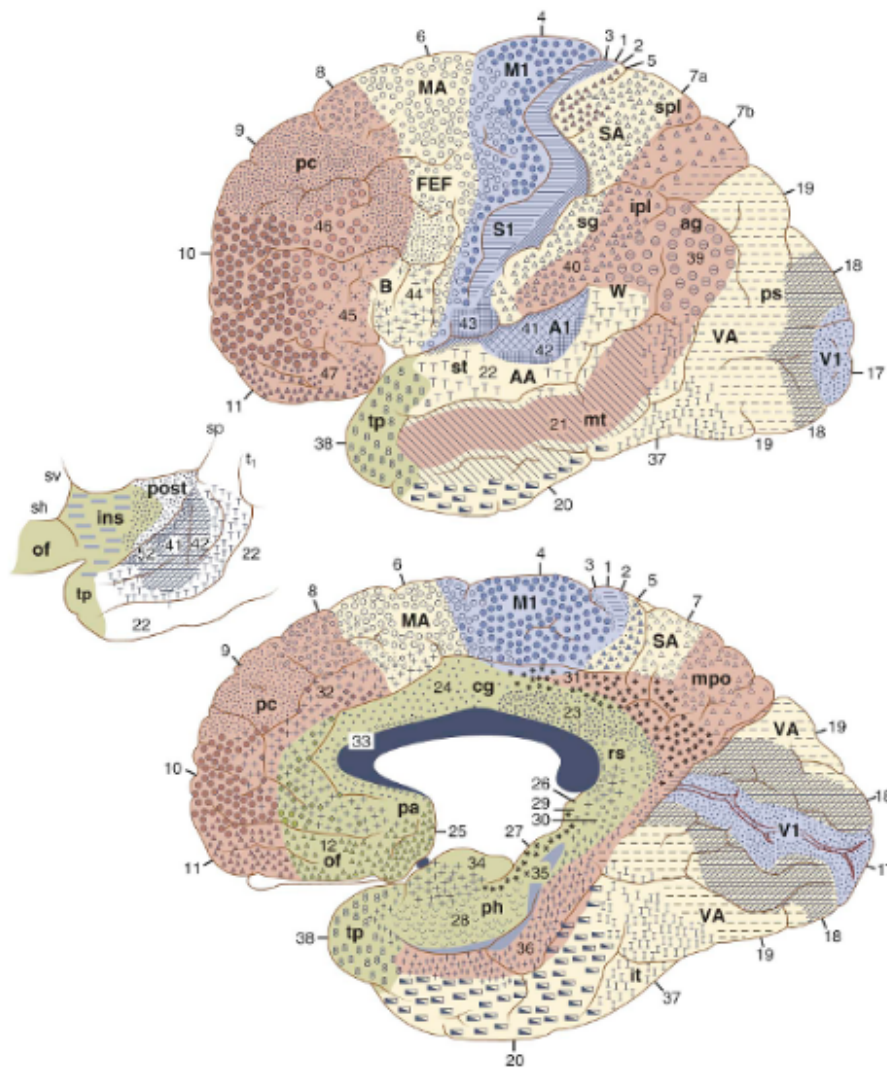 4
6
3
1
2
5
8
MA
M1
7a
spl
7b
9
SA
pc
FEF
19
ipl
ag
S1
sg
46
10
40
39
18
B
44
W
ps
45
43
41
A1
VA
42
V1
st
22
AA
17
47
11
tp
21
mt
18
38
37
19
20
sp
sv
t1
post
sh
ins
of
52
41
42
22
tp
22
4
6
3
1
2
5
8
M1
7
MA
SA
9
31
mpo
32
24
cg
pc
23
VA
19
33
rs
10
26
18
29
pa
30
V1
25
27
12
of
34
17
11
35
28
ph
VA
18
38
tp
36
19
it
37
20